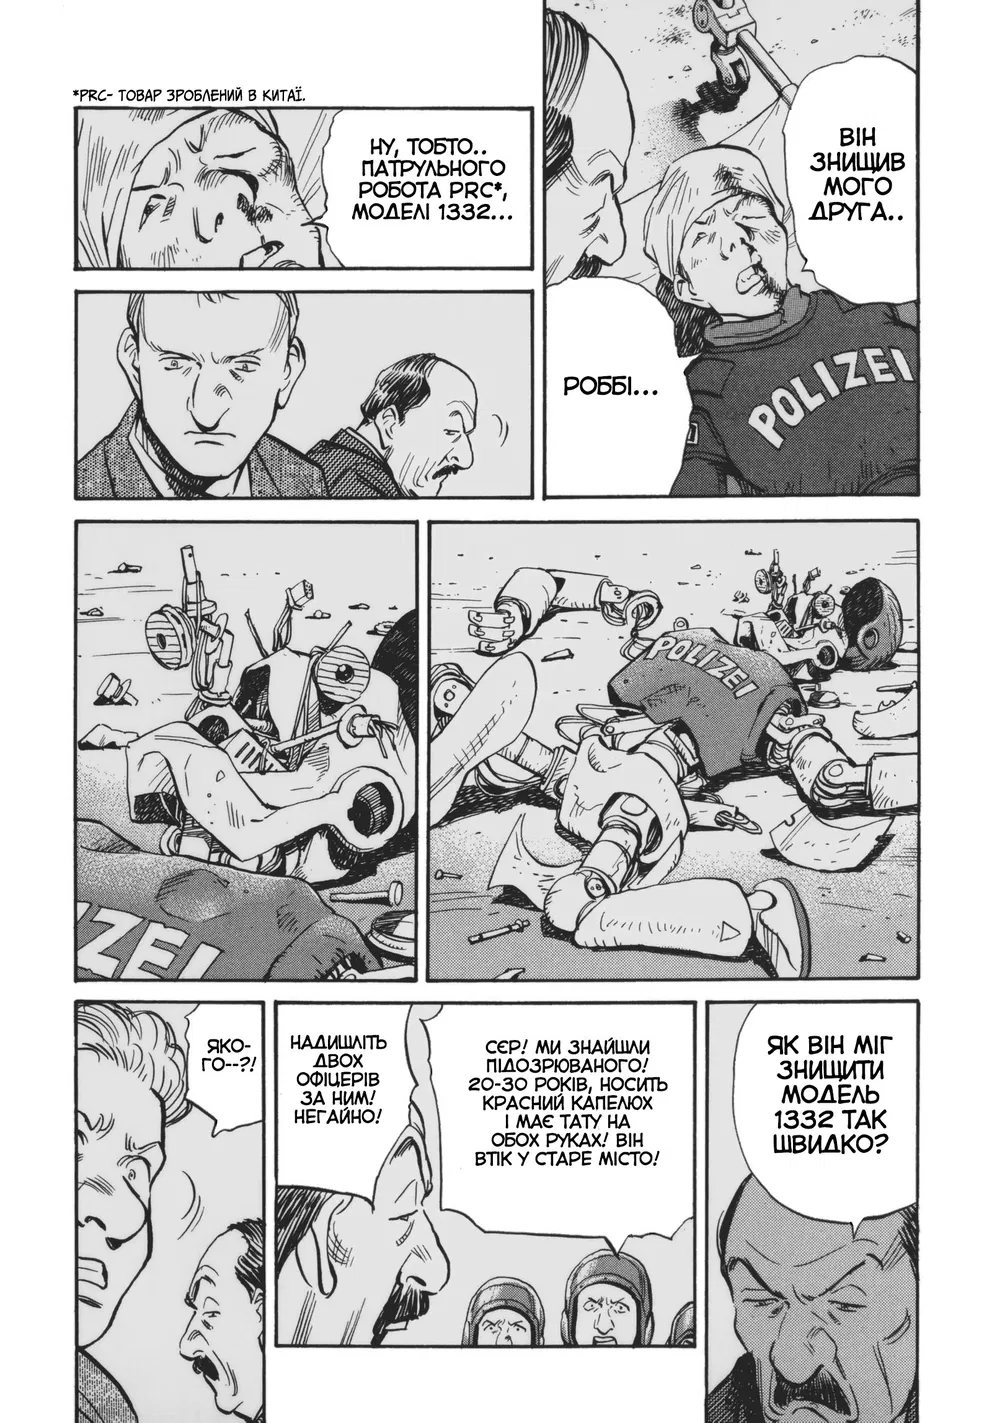 ВІН
ЗНИЩИВ
МОГО
ДРУГА..
РОББІ...
POLIZEI
*PRC- ТОВАР ЗРОБЛЕНИЙ В КИТАЇ.
НУ, ТОБТО..
ПАТРУЛЬНОГО
РОБОТА PRC*,
МОДЕЛІ 1332...
POLIZEI
ZEI
ЯК ВІН МІГ
ЗНИЩИТИ
МОДЕЛЬ
1332 ТАК
ШВИДКО?
СЄР! МИ ЗНАЙШЛИ
ПІДОЗРЮВАНОГО!
20-30 РОКІВ, НОСИТЬ
КРАСНИЙ КАПЕЛЮХ
І МАЄ ТАТУ НА
ОБОХ РУКАХ! ВІН
ВТІК У СТАРЕ МІСТО!
НАДИШЛІТЬ
ДВОХ
ОФІЦЕРІВ
ЗА НИМ!
НЕГАЙНО!
ЯКО-
ГО--?!